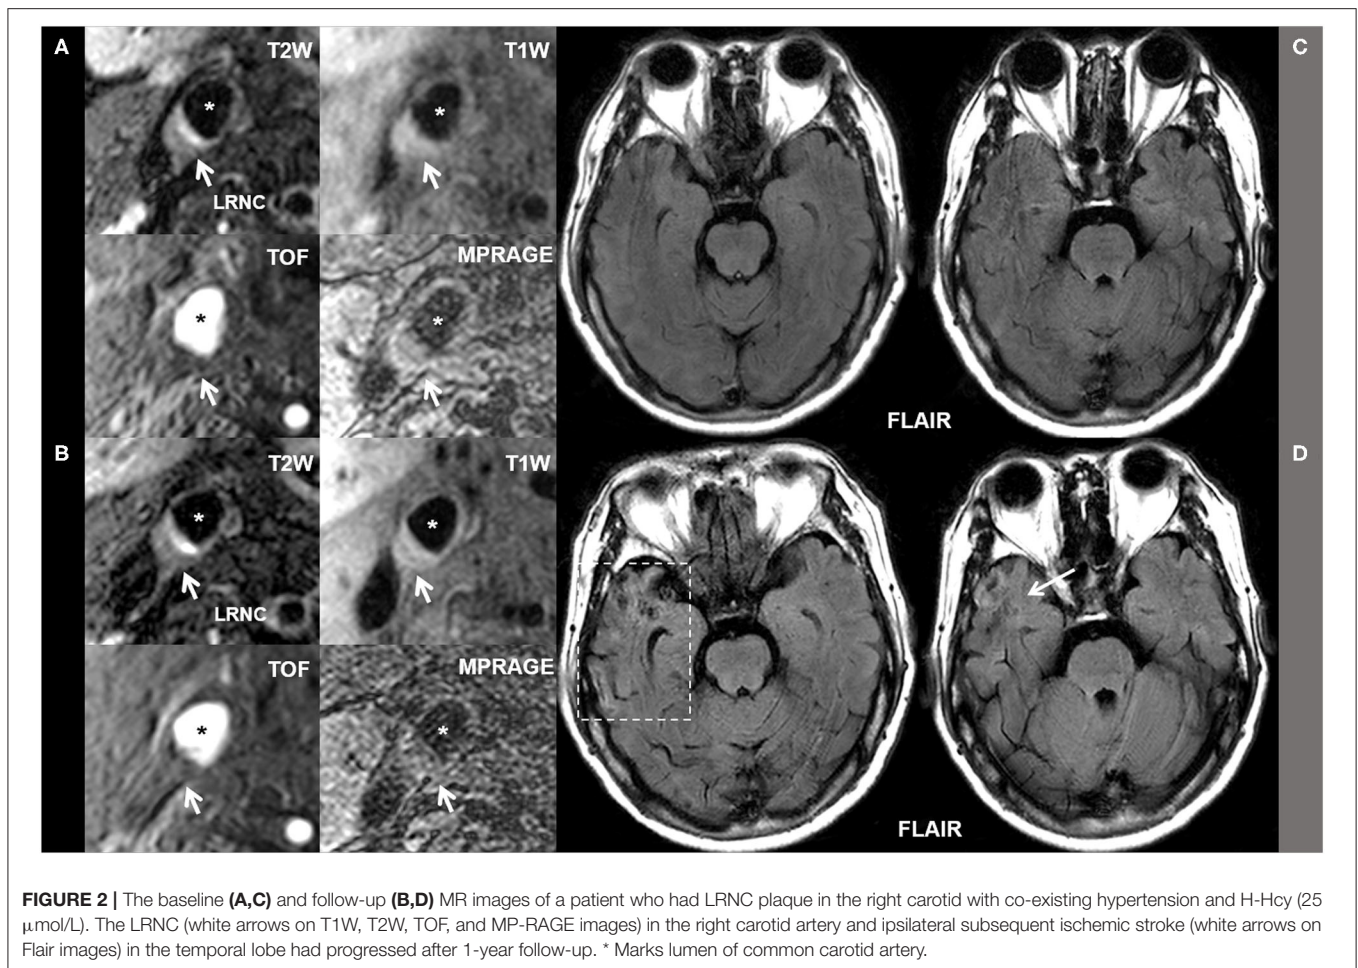 A
T2W
T1W
C
*
*
LRNC
TOF
MPRAGE
*
*
FLAIR
B
T2W
T1W
D
*
*
LRNC
TOF
MPRAGE
*
*
FLAIR
FIGURE 2 | The baseline (A,C) and follow-up (B,D) MR images of a patient who had LRNC plaque in the right carotid with co-existing hypertension and H-Hcy (25
μmol/L). The LRNC (white arrows on T1W, T2W, TOF, and MP-RAGE images) in the right carotid artery and ipsilateral subsequent ischemic stroke (white arrows on
Flair images) in the temporal lobe had progressed after 1-year follow-up. * Marks lumen of common carotid artery.